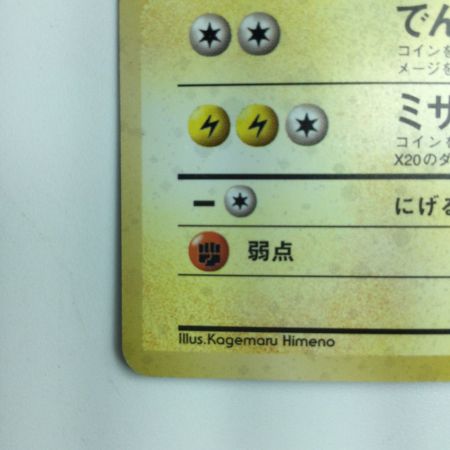 でん
コインを
メージを
ミサ
コインを
X20のダ
にげる
弱点
Illus.Kagemaru Himeno